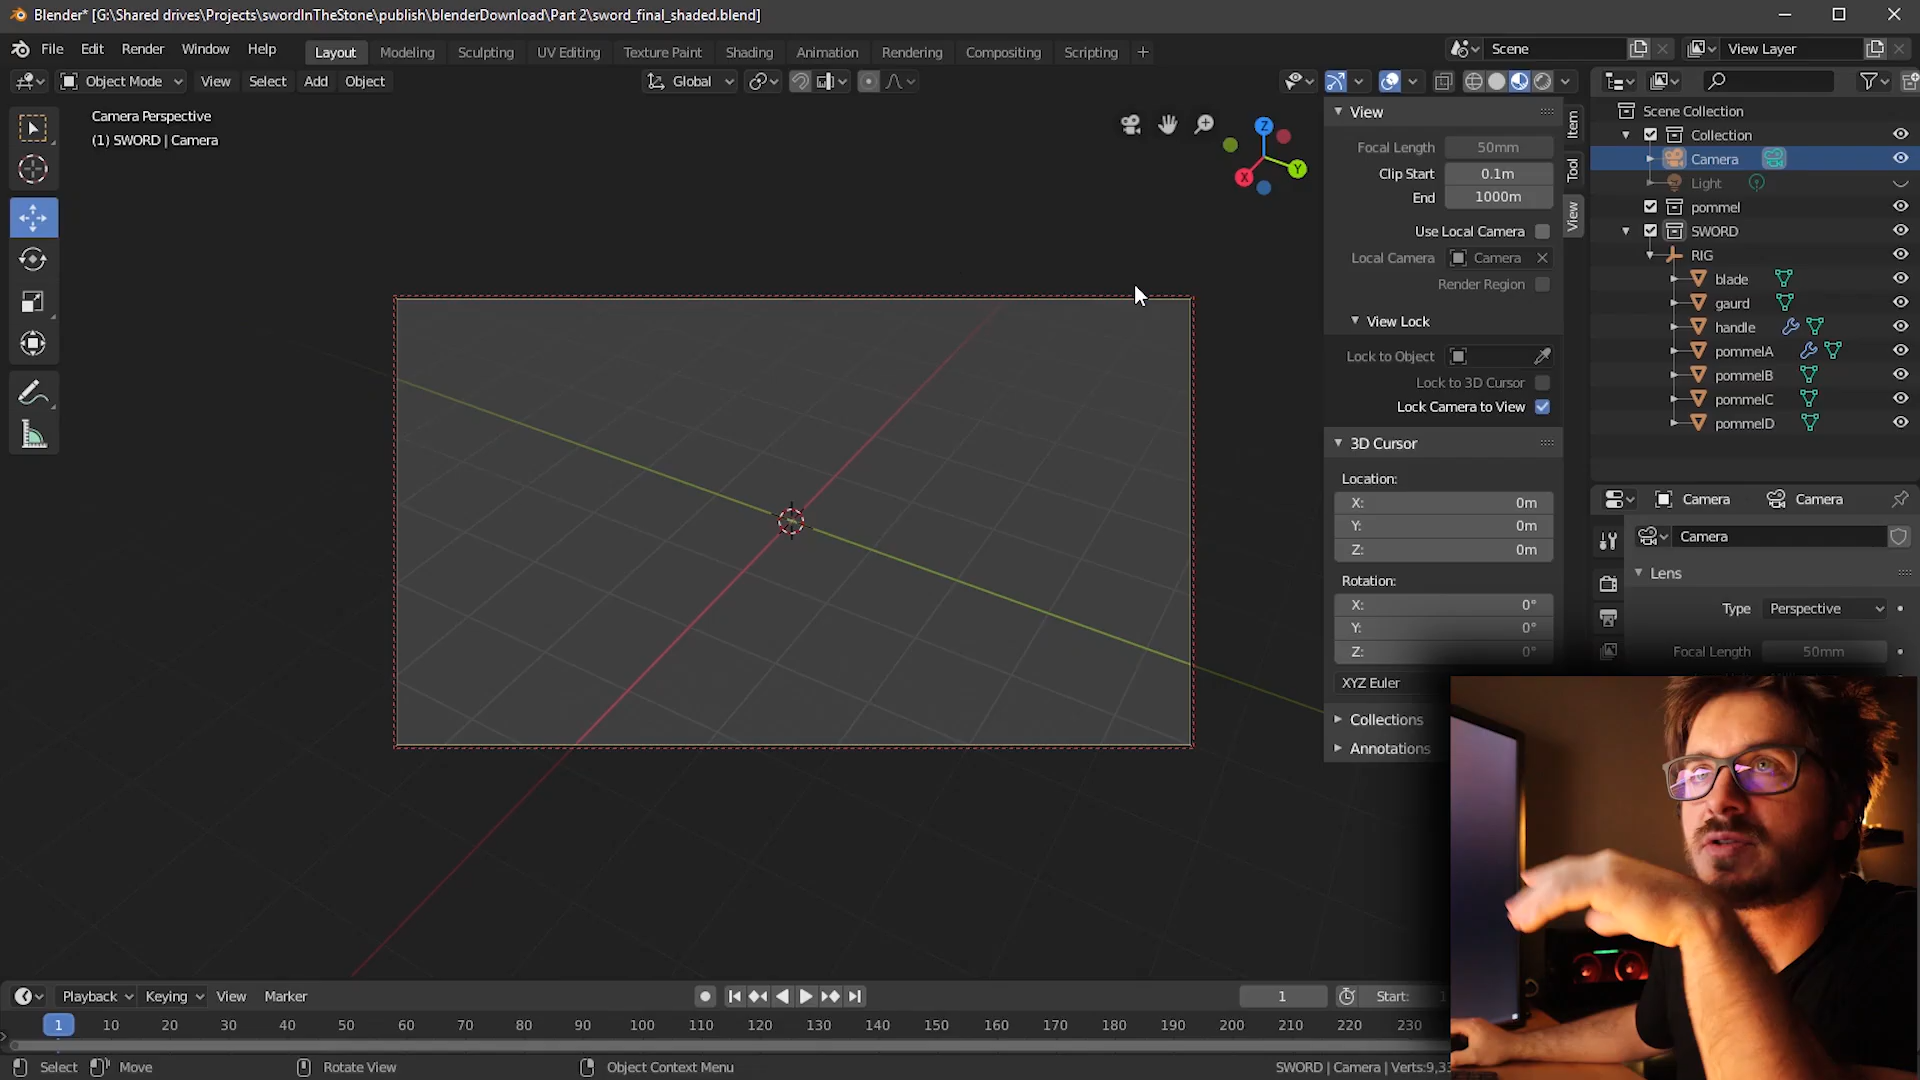 Blender* [G:\Shared drives\Projects\swordInTheStone\publish\blenderDownload\Part 2\sword_final_shaded.blend]
File Edit Render Window Help Layout Modeling Sculpting UV Editing Texture Paint Shading Animation Rendering Compositing Scripting + Scene View Layer
Object Mode View Select Add Object Global
Camera Perspective
(1) SWORD | Camera
Z
Y
X
View
Focal Length 50mm
Clip Start 0.1m
End 1000m
Use Local Camera
Local Camera Camera
Render Region
View Lock
Lock to Object
Lock to 3D Cursor
Lock Camera to View
3D Cursor
Location:
X: 0m
Y: 0m
Z: 0m
Rotation:
X: 0°
Y: 0°
Z: 0°
XYZ Euler
Collections
Annotations
Item
Tool
View
Scene Collection
Collection
Camera
Light
pommel
SWORD
RIG
blade
gaurd
handle
pommelA
pommelB
pommelC
pommelD
Camera Camera
Camera
Lens
Type Perspective
Focal Length 50mm
Playback Keying View Marker 1 Start: 1
1 10 20 30 40 50 60 70 80 90 100 110 120 130 140 150 160 170 180 190 200 210 220 230
Select Move Rotate View Object Context Menu SWORD | Camera | Verts:9,33